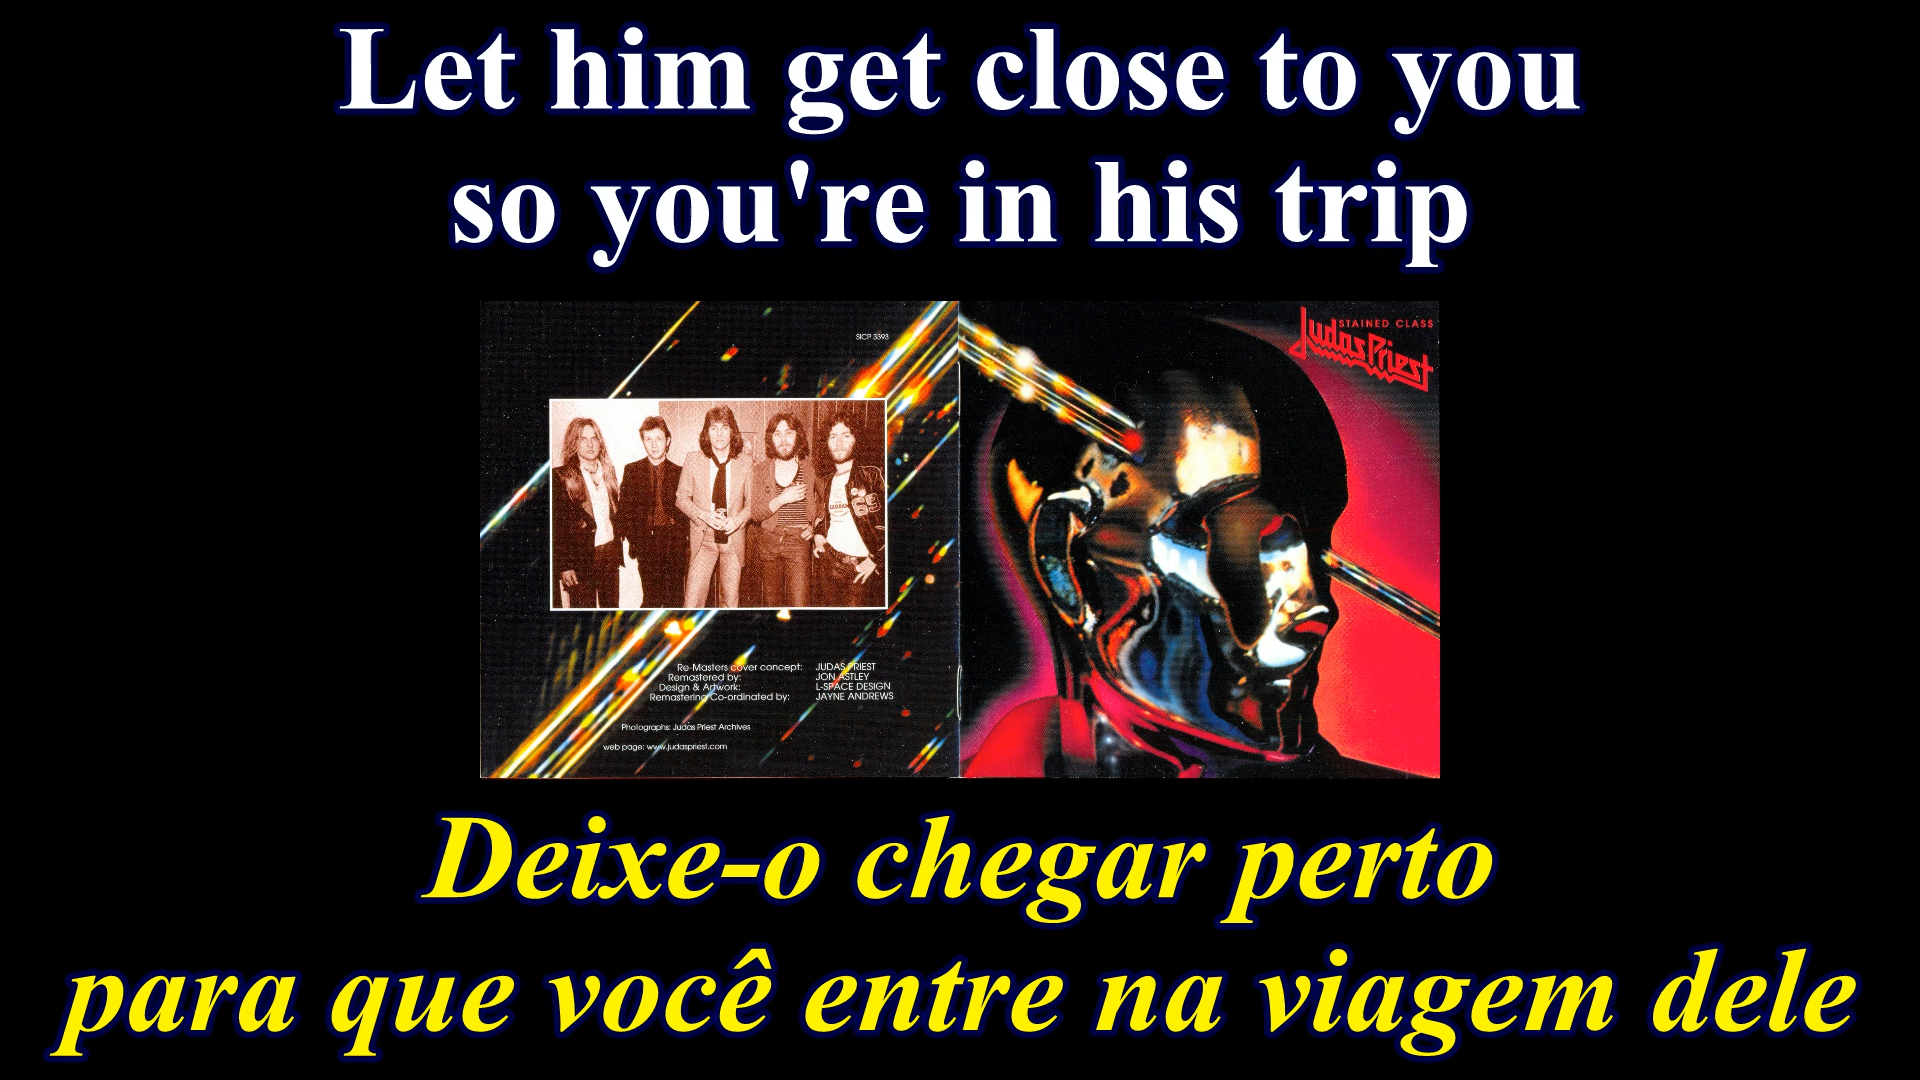 Let him get close to you
so you're in his trip
SICP 3393
STAINED CLASS
Judas Priest
Re-Masters cover concept: JUDAS PRIEST
Remastered by: JON ASTLEY
Design & Artwork: L-SPACE DESIGN
Remastering Co-ordinated by: JAYNE ANDREWS
Photographs: Judas Priest Archives
web page: www.judaspriest.com
Deixe-o chegar perto
para que você entre na viagem dele